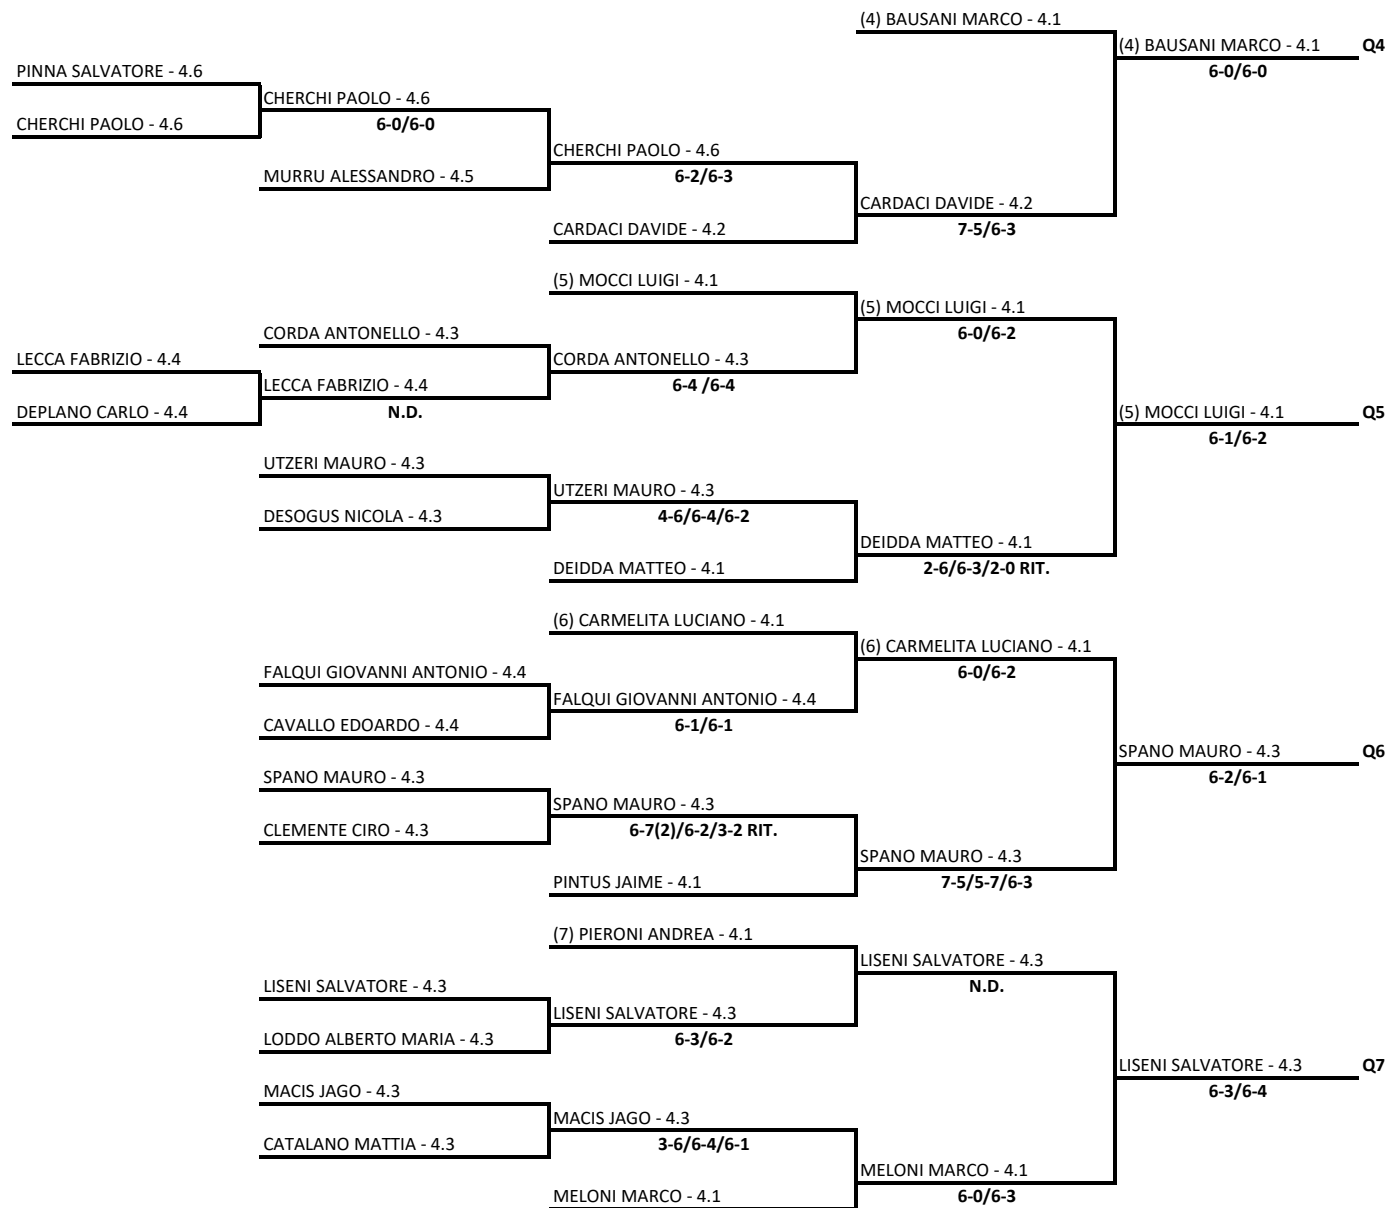 (4) BAUSANI MARCO - 4.1
(4) BAUSANI MARCO - 4.1 Q4
6-0/6-0
PINNA SALVATORE - 4.6
CHERCHI PAOLO - 4.6
6-0/6-0
CHERCHI PAOLO - 4.6
CHERCHI PAOLO - 4.6
6-2/6-3
MURRU ALESSANDRO - 4.5
CARDACI DAVIDE - 4.2
7-5/6-3
CARDACI DAVIDE - 4.2
(5) MOCCI LUIGI - 4.1
(5) MOCCI LUIGI - 4.1
6-0/6-2
CORDA ANTONELLO - 4.3
LECCA FABRIZIO - 4.4
CORDA ANTONELLO - 4.3
6-4 /6-4
LECCA FABRIZIO - 4.4
N.D.
DEPLANO CARLO - 4.4
(5) MOCCI LUIGI - 4.1 Q5
6-1/6-2
UTZERI MAURO - 4.3
UTZERI MAURO - 4.3
4-6/6-4/6-2
DESOGUS NICOLA - 4.3
DEIDDA MATTEO - 4.1
2-6/6-3/2-0 RIT.
DEIDDA MATTEO - 4.1
(6) CARMELITA LUCIANO - 4.1
(6) CARMELITA LUCIANO - 4.1
6-0/6-2
FALQUI GIOVANNI ANTONIO - 4.4
FALQUI GIOVANNI ANTONIO - 4.4
6-1/6-1
CAVALLO EDOARDO - 4.4
SPANO MAURO - 4.3 Q6
6-2/6-1
SPANO MAURO - 4.3
SPANO MAURO - 4.3
6-7(2)/6-2/3-2 RIT.
CLEMENTE CIRO - 4.3
SPANO MAURO - 4.3
7-5/5-7/6-3
PINTUS JAIME - 4.1
(7) PIERONI ANDREA - 4.1
LISENI SALVATORE - 4.3
N.D.
LISENI SALVATORE - 4.3
LISENI SALVATORE - 4.3
6-3/6-2
LODDO ALBERTO MARIA - 4.3
LISENI SALVATORE - 4.3 Q7
6-3/6-4
MACIS JAGO - 4.3
MACIS JAGO - 4.3
3-6/6-4/6-1
CATALANO MATTIA - 4.3
MELONI MARCO - 4.1
6-0/6-3
MELONI MARCO - 4.1